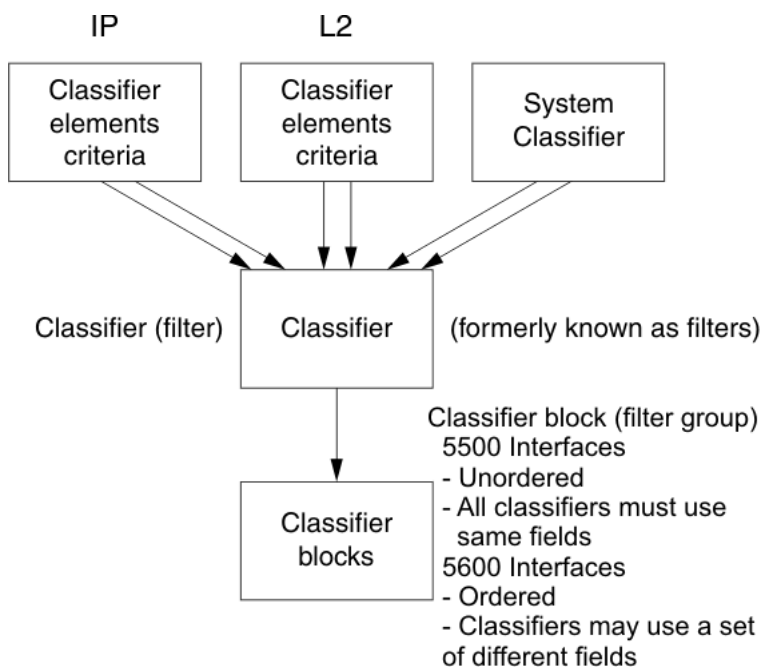 IP
L2
Classifier
elements
criteria
Classifier
elements
criteria
System
Classifier
Classifier (filter)
Classifier
(formerly known as filters)
Classifier block (filter group)
5500 Interfaces
- Unordered
- All classifiers must use
same fields
5600 Interfaces
- Ordered
- Classifiers may use a set
of different fields
Classifier
blocks